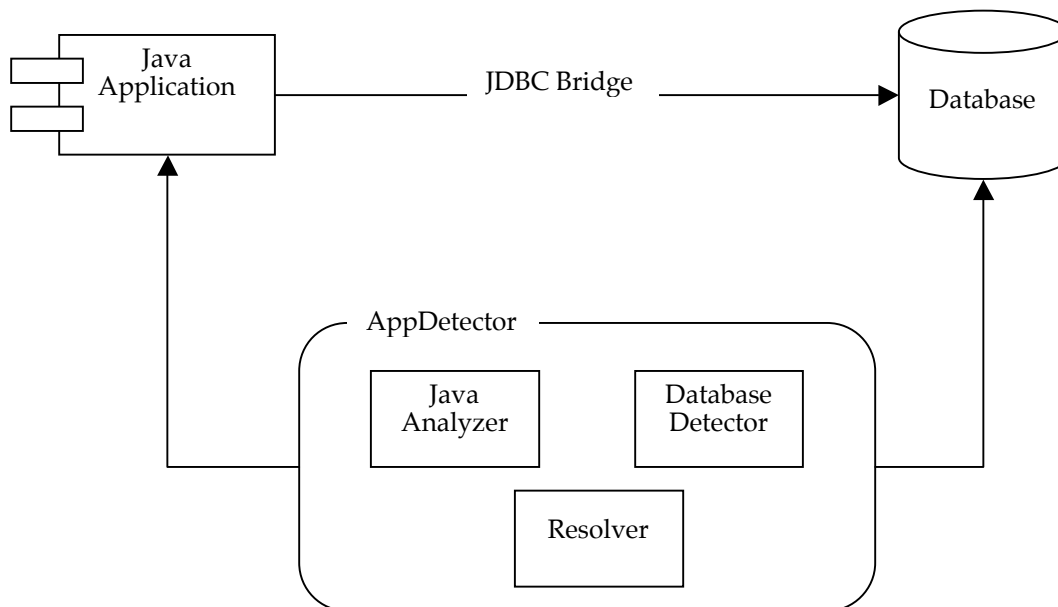 Java
Application
JDBC Bridge
Database
AppDetector
Java
Analyzer
Database
Detector
Resolver